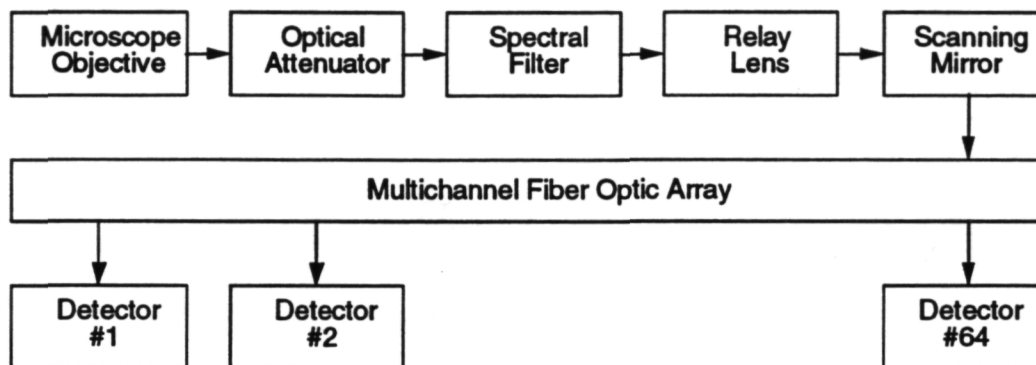 Microscope
Objective
Optical
Attenuator
Spectral
Filter
Relay
Lens
Scanning
Mirror
Multichannel Fiber Optic Array
Detector
#1
Detector
#2
Detector
#64